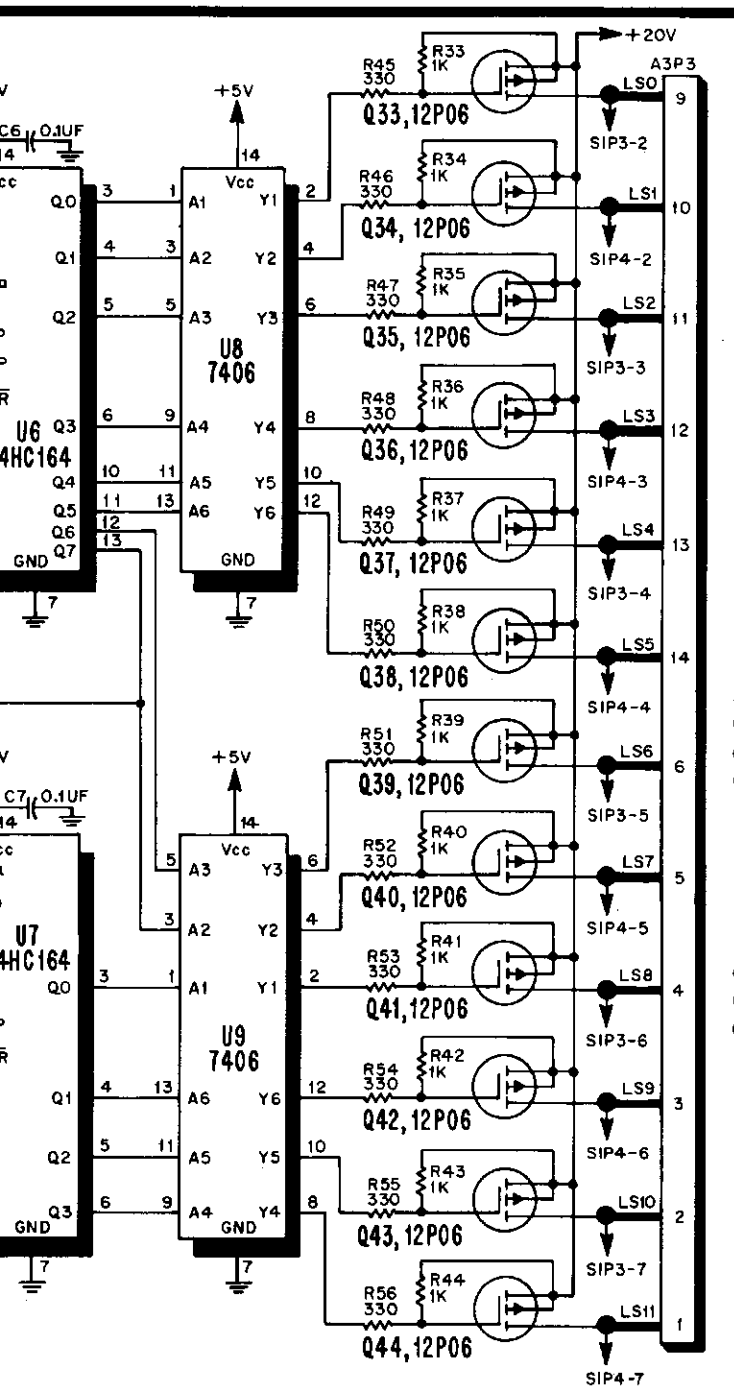 +20V
R33
1K
R45
330
Q33,12P06
A3P3
LS0
9
SIP3-2
+5V
C6 0.1UF
14
14
Vcc
R34
1K
R46
330
Q34, 12P06
LS1
10
SIP4-2
Q0 3 1 A1 Y1 2
Q1 4 3 A2 Y2 4
R35
1K
R47
330
Q35, 12P06
LS2
11
SIP3-3
Q2 5 5 A3 Y3 6
U8
7406
R36
1K
R48
330
Q36,12P06
LS3
12
SIP4-3
Q3 6 9 A4 Y4 8
U6
4HC164
Q4 10 11 A5 Y5 10
Q5 11 13 A6 Y6 12
Q6 12
Q7 13
GND
7
GND
7
R37
1K
R49
330
Q37, 12P06
LS4
13
SIP3-4
R38
1K
R50
330
Q38, 12P06
LS5
14
SIP4-4
R39
1K
R51
330
Q39, 12P06
LS6
6
SIP3-5
+5V
C7 0.1UF
14
14
Vcc
R40
1K
R52
330
Q40, 12P06
LS7
5
SIP4-5
5 A3 Y3 6
3 A2 Y2 4
U7
4HC164
R41
1K
R53
330
Q41,12P06
LS8
4
SIP3-6
Q0 3 1 A1 Y1 2
U9
7406
R42
1K
R54
330
Q42,12P06
LS9
3
SIP4-6
Q1 4 13 A6 Y6 12
R43
1K
R55
330
Q43, 12P06
LS10
2
SIP3-7
Q2 5 11 A5 Y5 10
Q3 6 9 A4 Y4 8
GND
7
GND
7
R44
1K
R56
330
Q44,12P06
LS11
1
SIP4-7